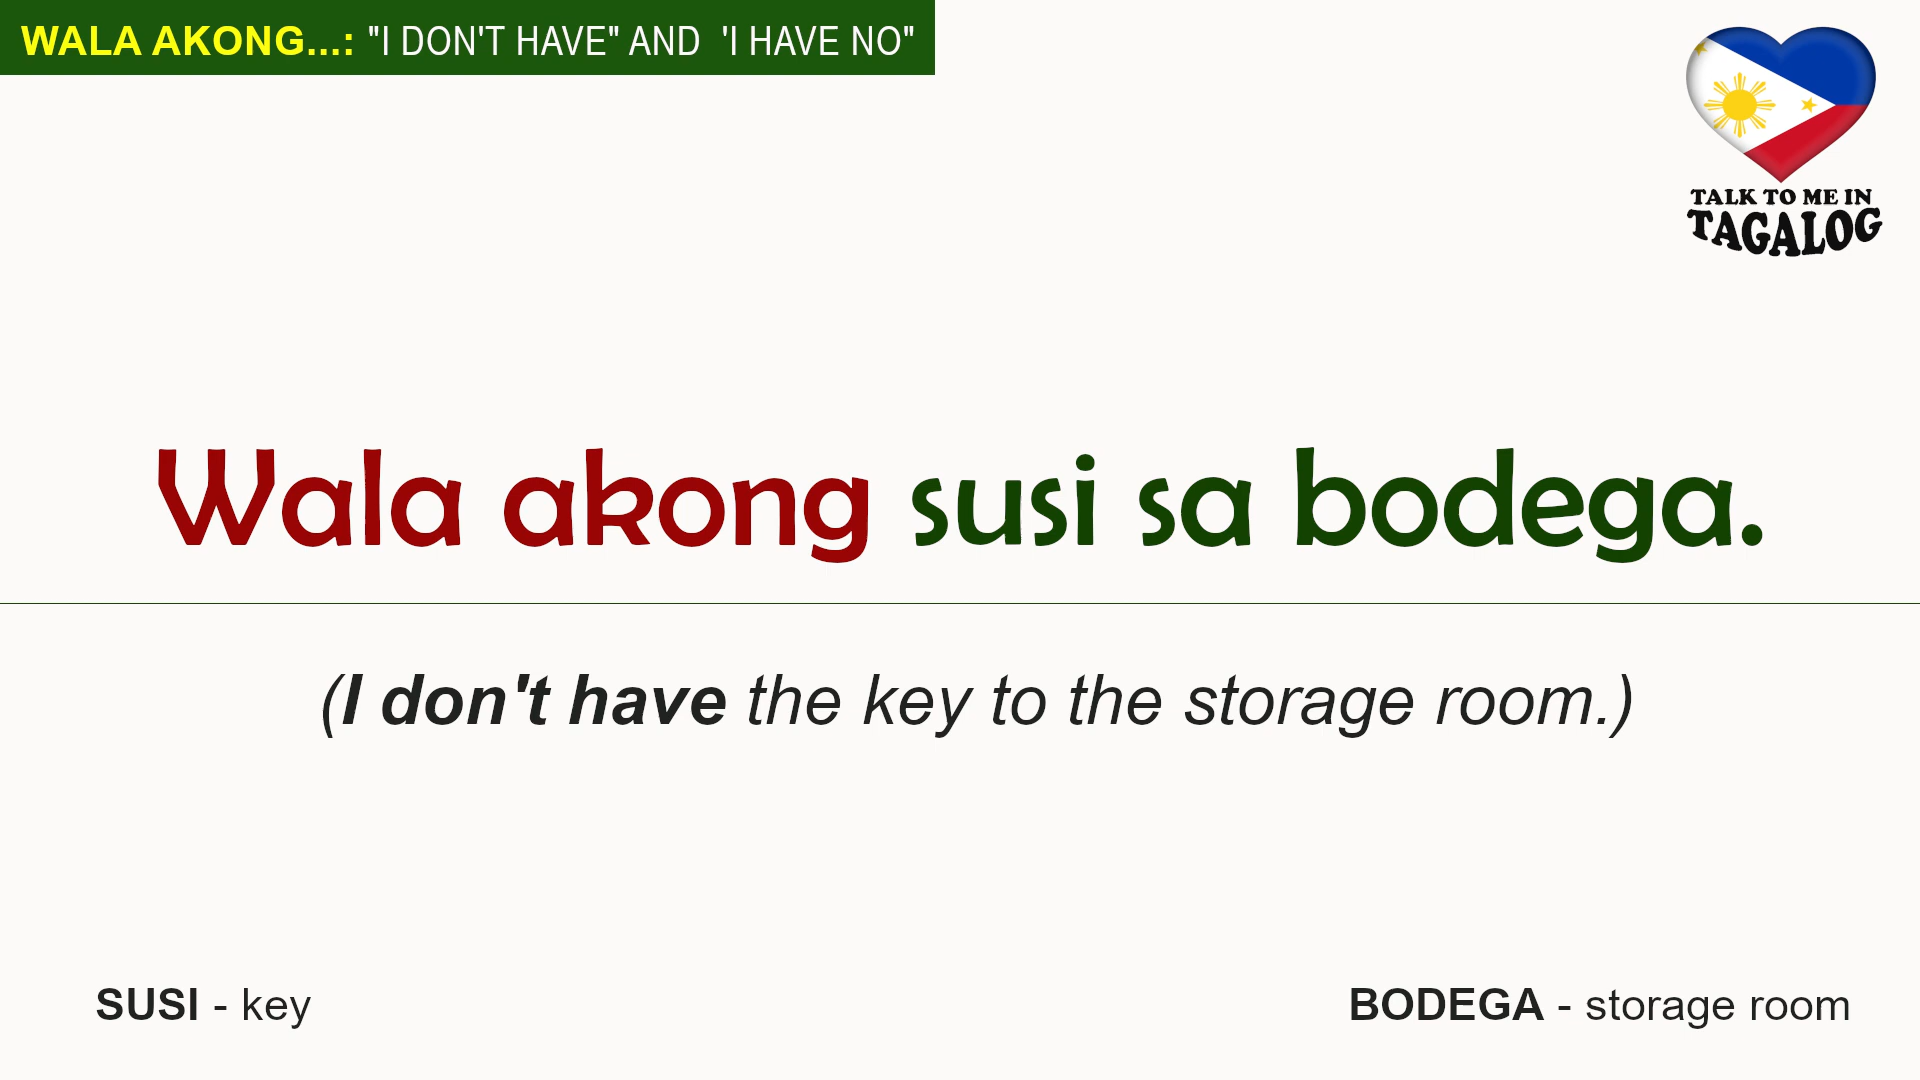 WALA AKONG...: "I DON'T HAVE" AND 'I HAVE NO"
TALK TO ME IN
TAGALOG
Wala akong susi sa bodega.
(I don't have the key to the storage room.)
SUSI - key
BODEGA - storage room